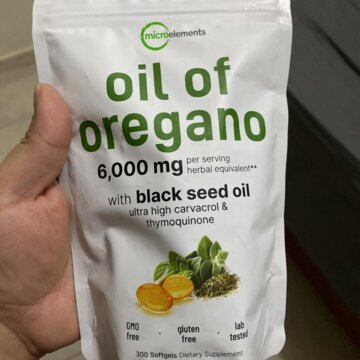 microelements
oil of
oregano
6,000 mg per serving
herbal equivalent**
with black seed oil
ultra high carvacrol &
thymoquinone
GMO
free
· gluten
free
· lab
tested
300 Softgels Dietary Supplement